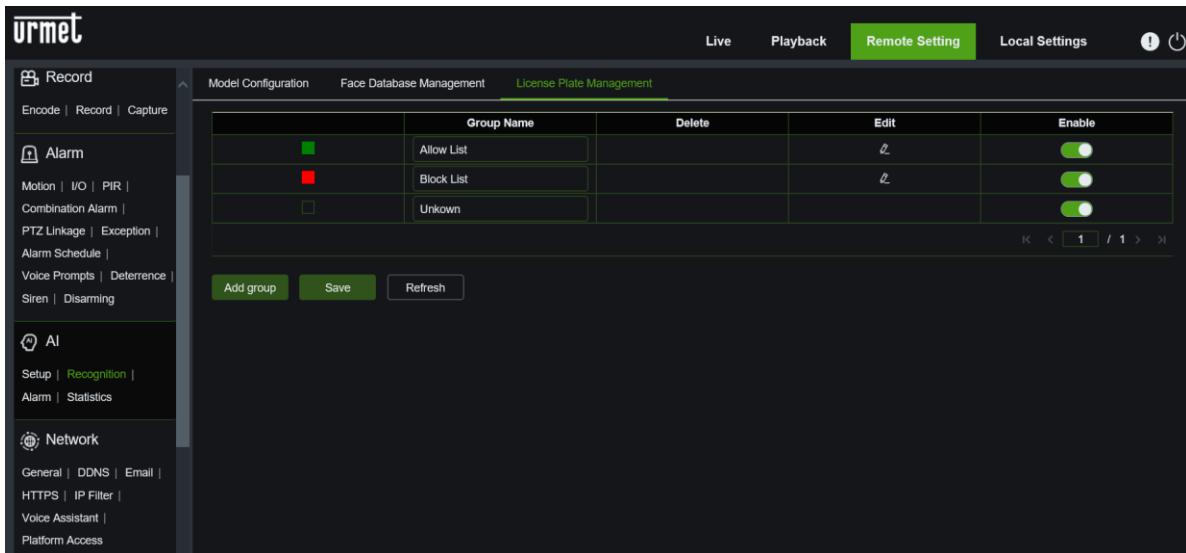 urmet
Live Playback Remote Setting Local Settings
Record
Encode | Record | Capture
Alarm
Motion | I/O | PIR |
Combination Alarm |
PTZ Linkage | Exception |
Alarm Schedule |
Voice Prompts | Deterrence |
Siren | Disarming
AI
Setup | Recognition |
Alarm | Statistics
Network
General | DDNS | Email |
HTTPS | IP Filter |
Voice Assistant |
Platform Access
Model Configuration Face Database Management License Plate Management
Group Name Delete Edit Enable
Allow List
Block List
Unkown
1 / 1
Add group Save Refresh